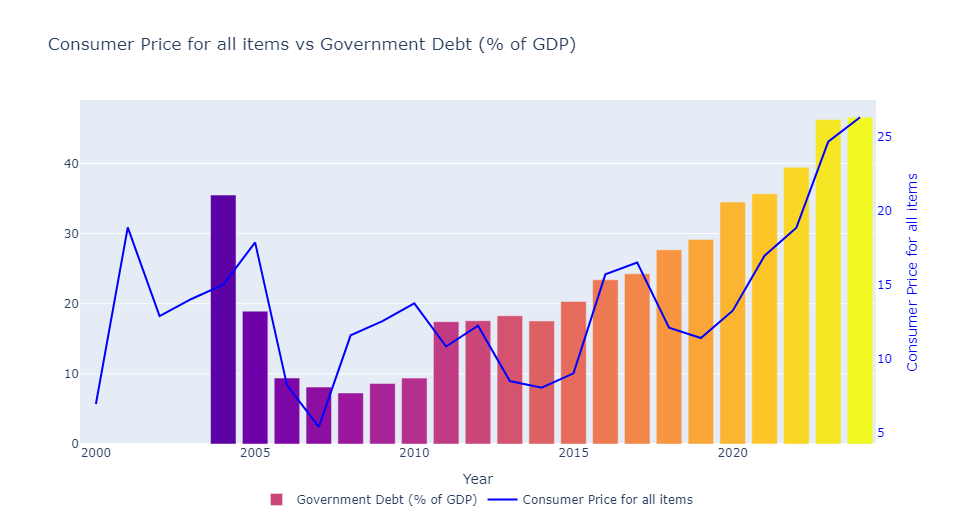 Consumer Price for all items vs Government Debt (% of GDP)
40
30
20
10
0
25
20
15
10
5
Consumer Price for all items
2000 2005 2010 2015 2020
Year
Government Debt (% of GDP) Consumer Price for all items